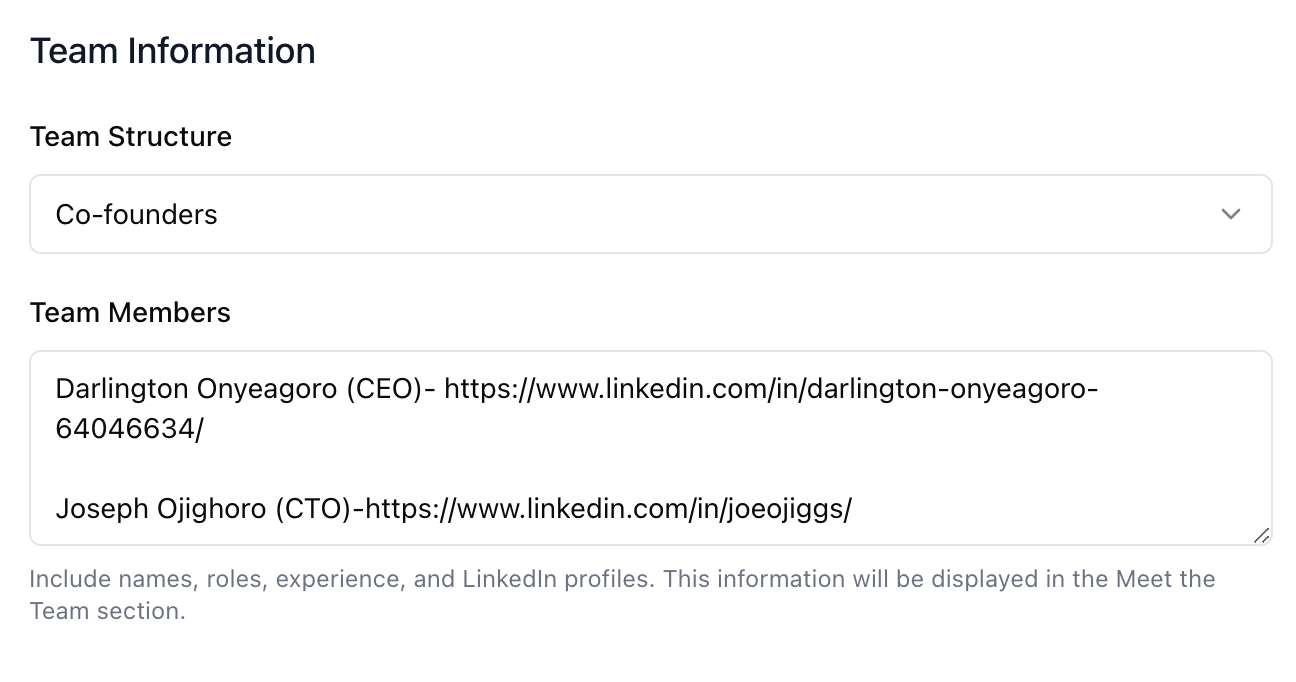 Team Information
Team Structure
Co-founders
Team Members
Darlington Onyeagoro (CEO)- https://www.linkedin.com/in/darlington-onyeagoro-
64046634/
Joseph Ojighoro (CTO)-https://www.linkedin.com/in/joeojiggs/
Include names, roles, experience, and LinkedIn profiles. This information will be displayed in the Meet the
Team section.